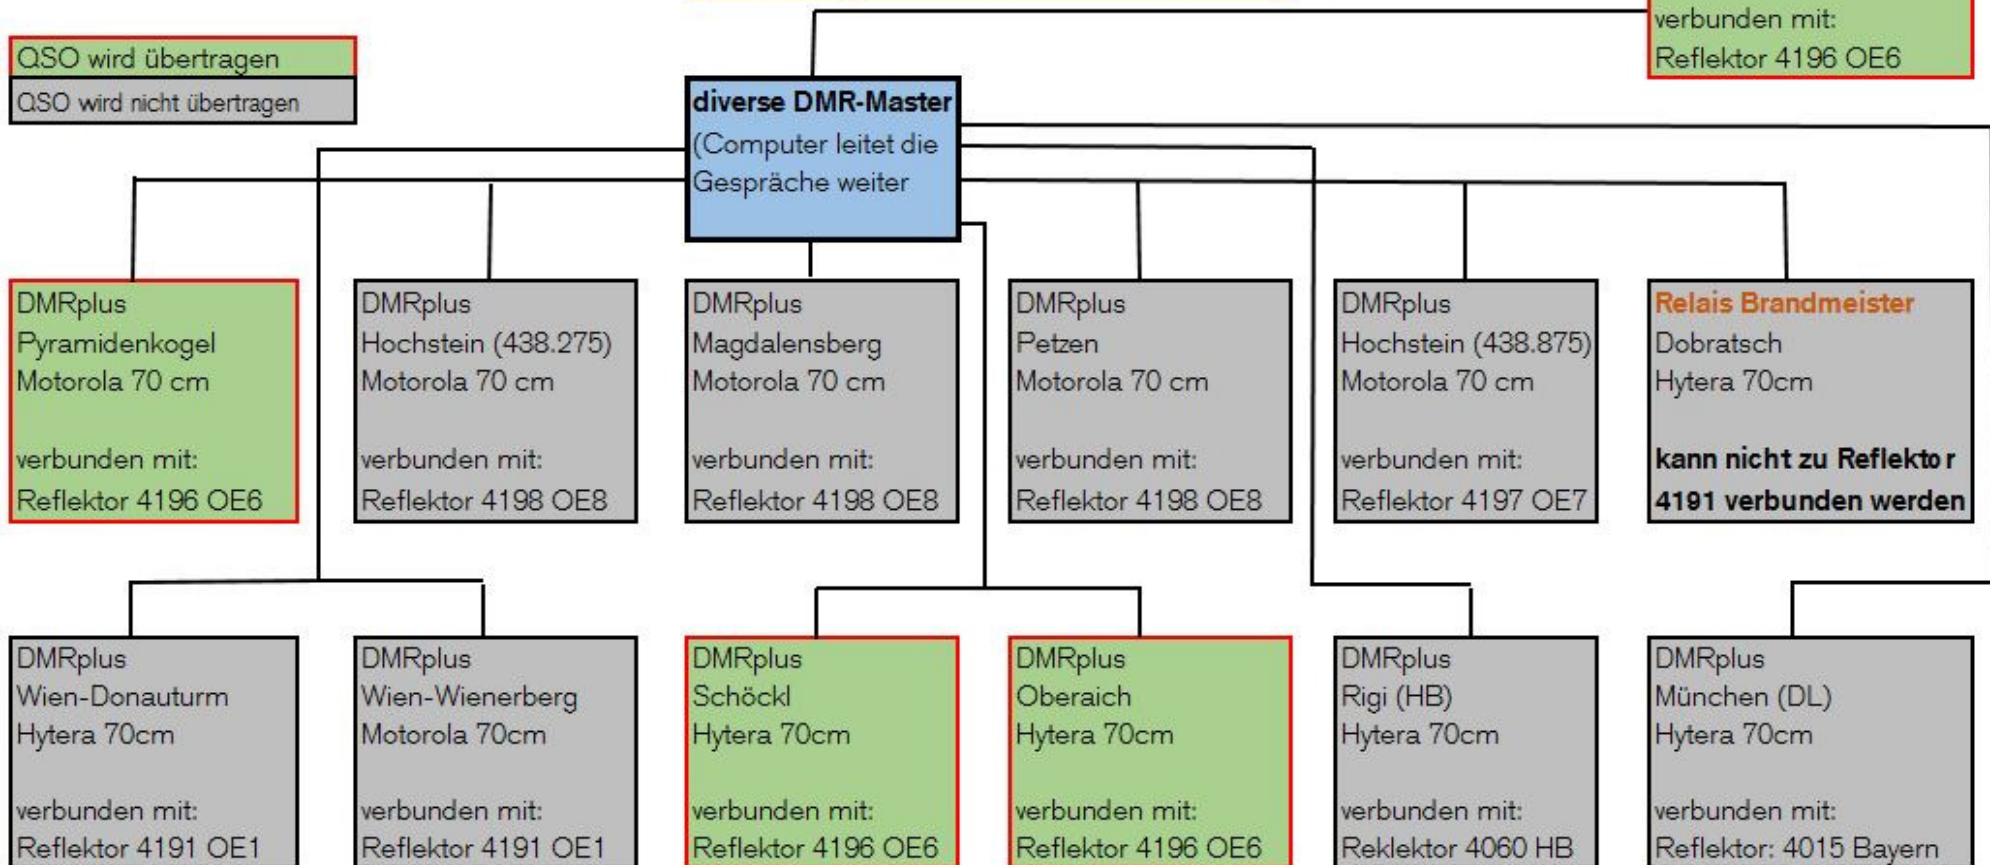 verbunden mit:
Reflektor 4196 OE6
QSO wird übertragen
QSO wird nicht übertragen
diverse DMR-Master
(Computer leitet die
Gespräche weiter
DMRplus
Pyramidenkogel
Motorola 70 cm
verbunden mit:
Reflektor 4196 OE6
DMRplus
Hochstein (438.275)
Motorola 70 cm
verbunden mit:
Reflektor 4198 OE8
DMRplus
Magdalensberg
Motorola 70 cm
verbunden mit:
Reflektor 4198 OE8
DMRplus
Petzen
Motorola 70 cm
verbunden mit:
Reflektor 4198 OE8
DMRplus
Hochstein (438.875)
Motorola 70 cm
verbunden mit:
Reflektor 4197 OE7
Relais Brandmeister
Dobratsch
Hytera 70cm
kann nicht zu Reflektor
4191 verbunden werden
DMRplus
Wien-Donauturm
Hytera 70cm
verbunden mit:
Reflektor 4191 OE1
DMRplus
Wien-Wienerberg
Motorola 70cm
verbunden mit:
Reflektor 4191 OE1
DMRplus
Schöckl
Hytera 70cm
verbunden mit:
Reflektor 4196 OE6
DMRplus
Oberaich
Hytera 70cm
verbunden mit:
Reflektor 4196 OE6
DMRplus
Rigi (HB)
Hytera 70cm
verbunden mit:
Reklektor 4060 HB
DMRplus
München (DL)
Hytera 70cm
verbunden mit:
Reflektor: 4015 Bayern